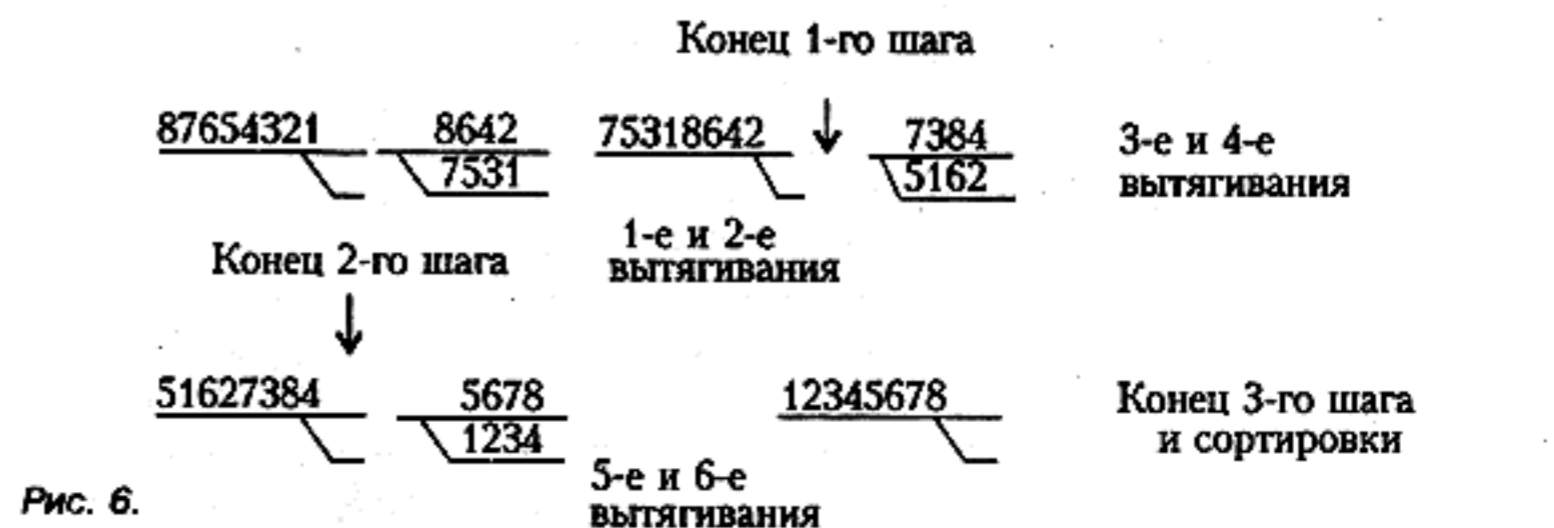 Конец 1-го шага
87654321 8642 75318642 7384 3-е и 4-е
7531 5162 вытягивания
1-е и 2-е
Конец 2-го шага вытягивания
51627384 5678 12345678 Конец 3-го шага
1234 и сортировки
5-е и 6-е
Рис. 6. вытягивания